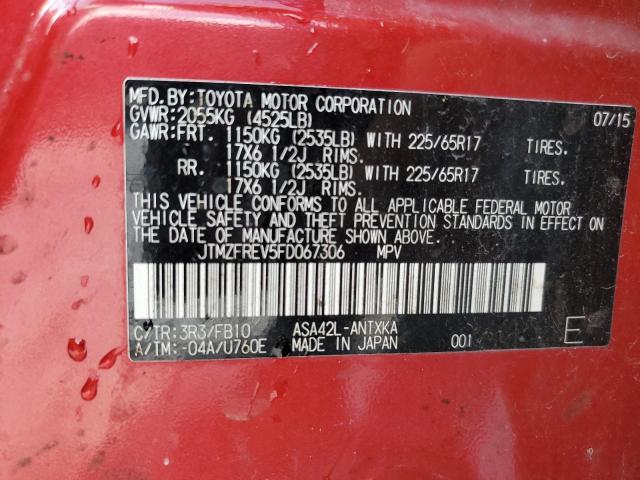 MFD.BY:TOYOTA MOTOR CORPORATION 07/15
GVWR:2055KG (4525LB)
GAWR:FRT. 1150KG (2535LB) WITH 225/65R17 TIRES.
17X6 1/2J RIMS.
RR. 1150KG (2535LB) WITH 225/65R17 TIRES.
17X6 1/2J RIMS.
THIS VEHICLE CONFORMS TO ALL APPLICABLE FEDERAL MOTOR
VEHICLE SAFETY AND THEFT PREVENTION STANDARDS IN EFFECT ON
THE DATE OF MANUFACTURE SHOWN ABOVE.
JTMZFREV5FD067306 MPV
C/TR:3R3/FB10 ASA42L-ANTXKA E
A/TM:-04A/U760E MADE IN JAPAN 001